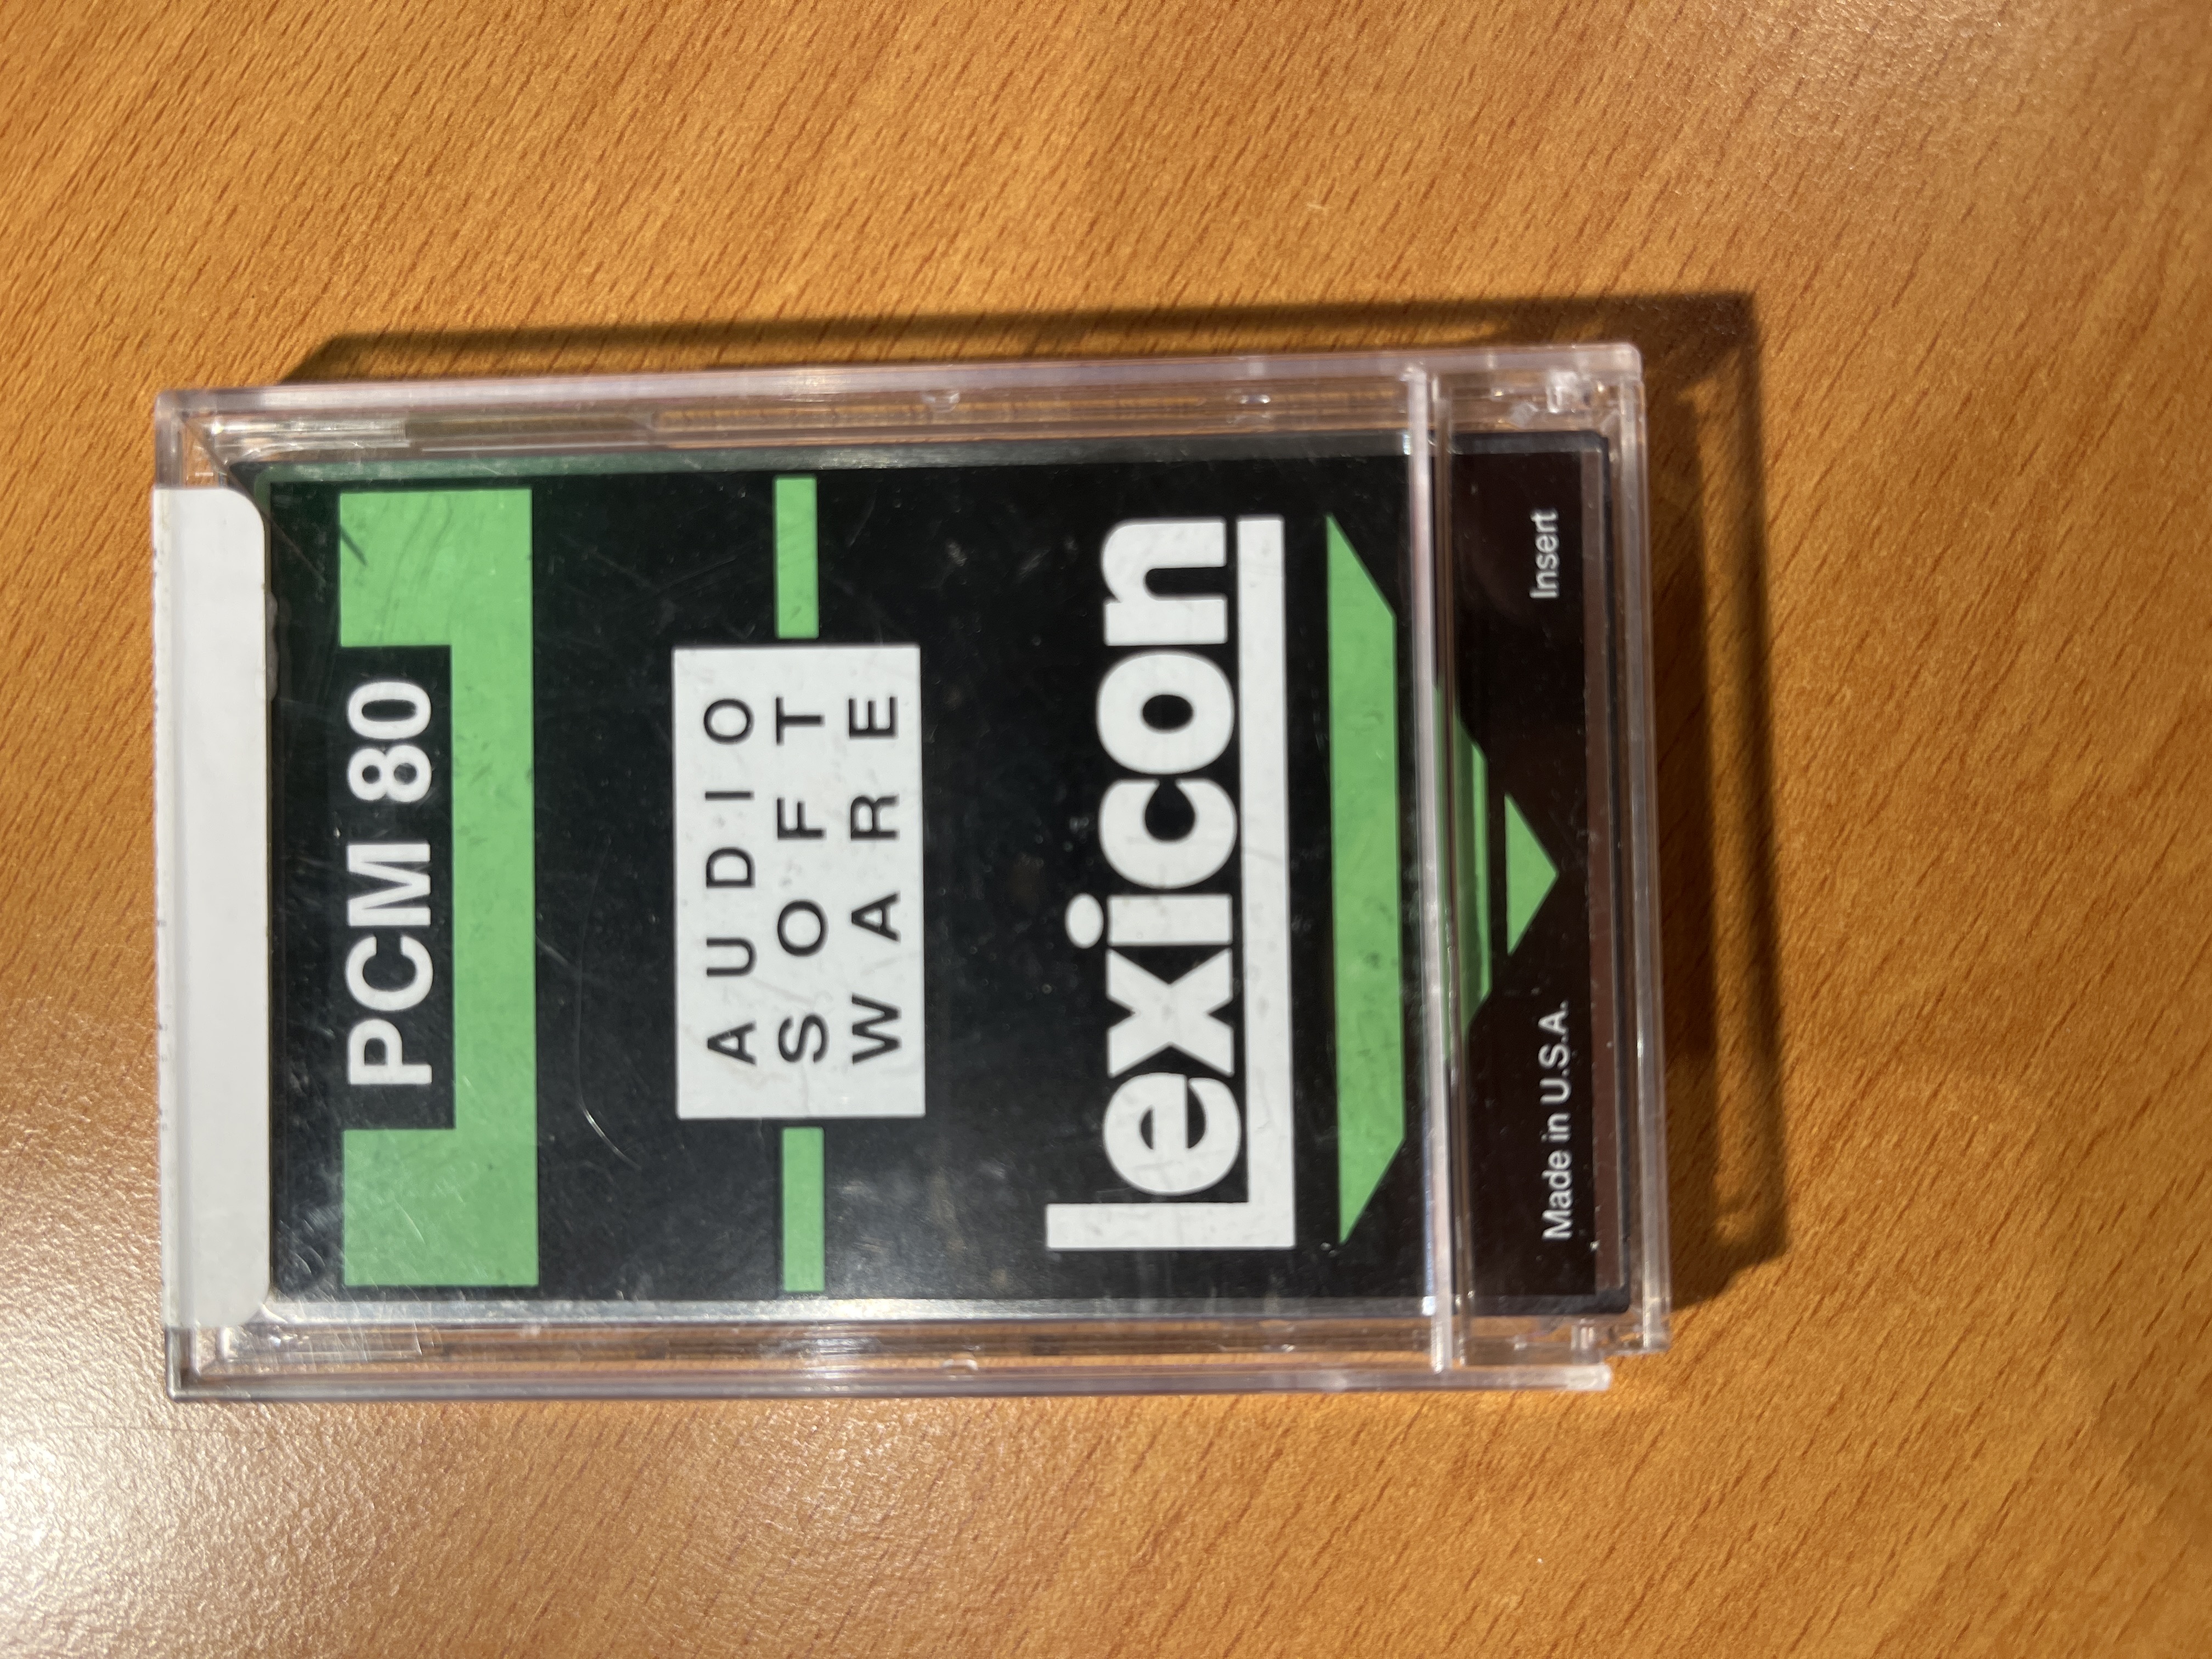 PCM 80
AUDIO
SOFT
WARE
lexicon
Made in U.S.A. Insert